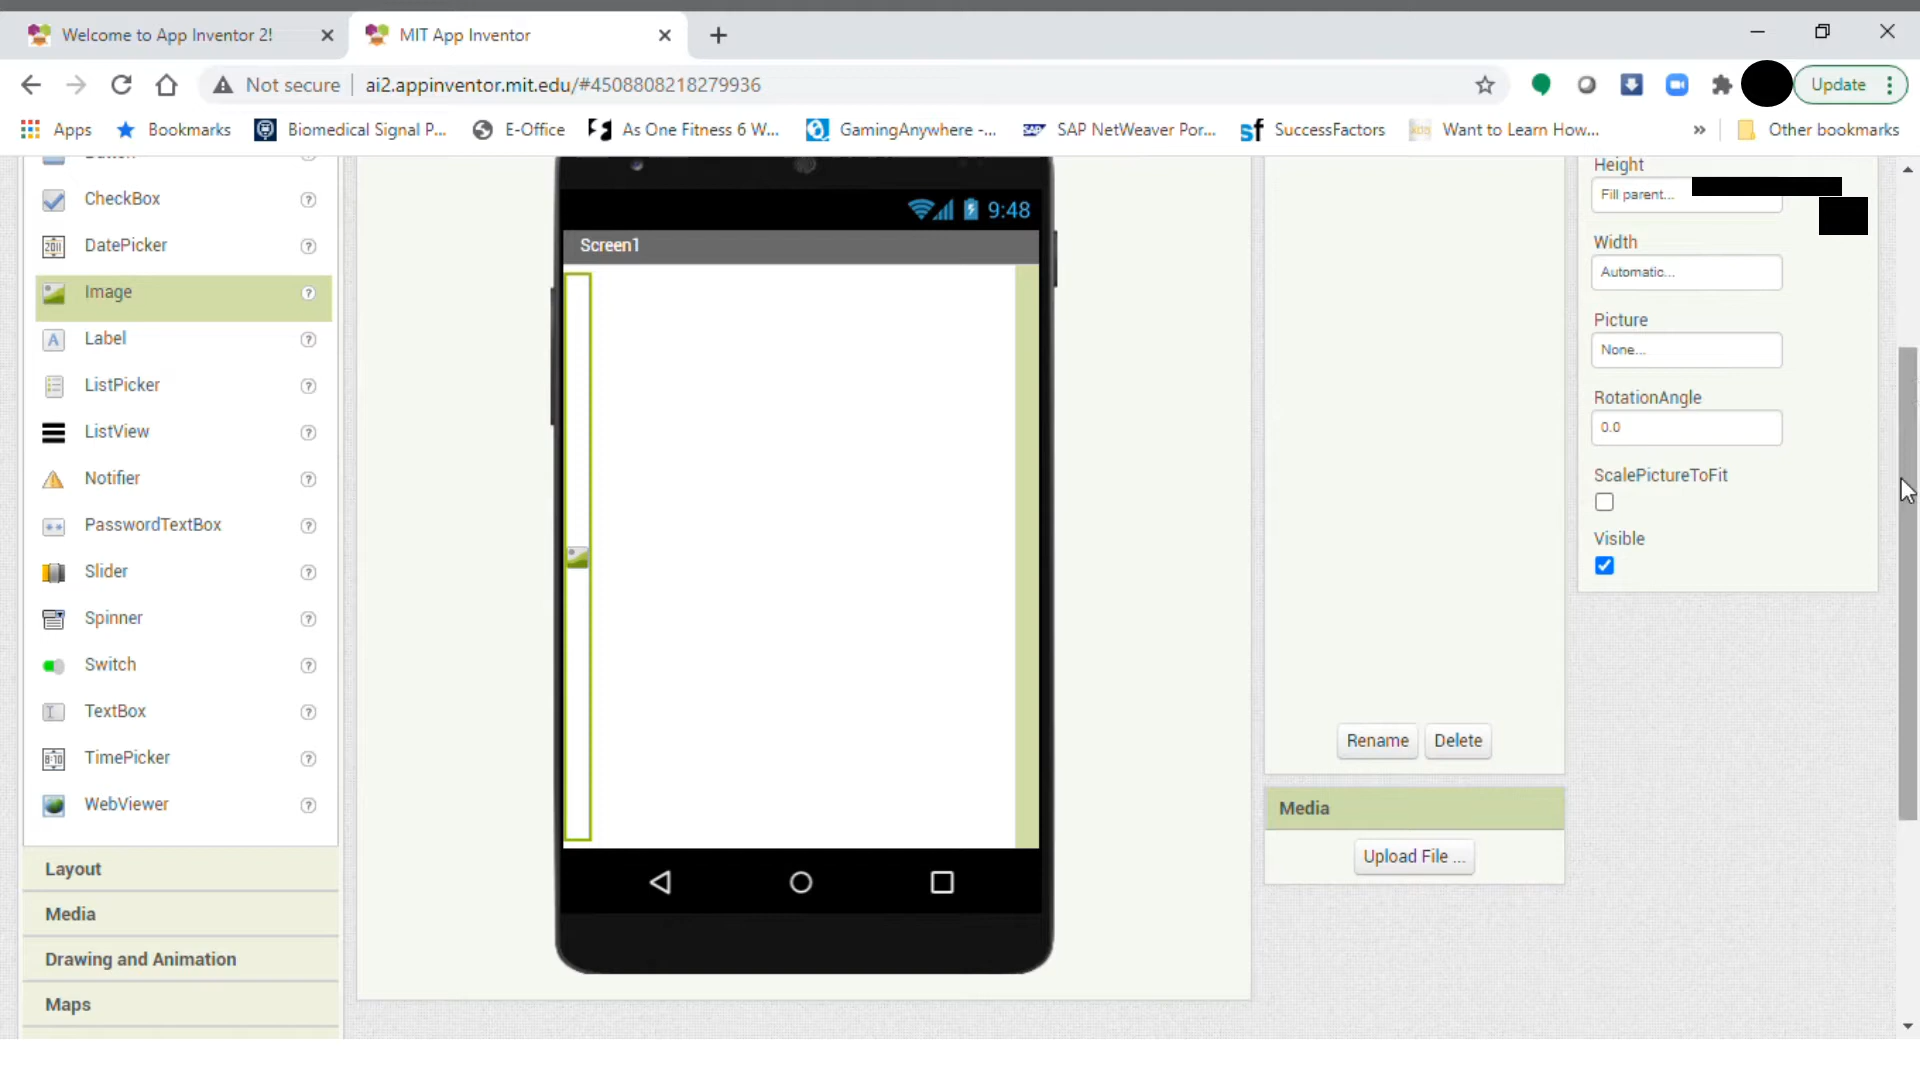 Welcome to App Inventor 2!
MIT App Inventor
Not secure
ai2.appinventor.mit.edu/#4508808218279936
Update
Apps
Bookmarks
Biomedical Signal P...
E-Office
As One Fitness 6 W...
GamingAnywhere -...
SAP NetWeaver Por...
SuccessFactors
Want to Learn How...
»
Other bookmarks
CheckBox
DatePicker
Image
Label
ListPicker
ListView
Notifier
PasswordTextBox
Slider
Spinner
Switch
TextBox
TimePicker
WebViewer
Layout
Media
Drawing and Animation
Maps
9:48
Screen1
Rename
Delete
Media
Upload File ...
Height
Fill parent...
Width
Automatic...
Picture
None...
RotationAngle
0.0
ScalePictureToFit
Visible